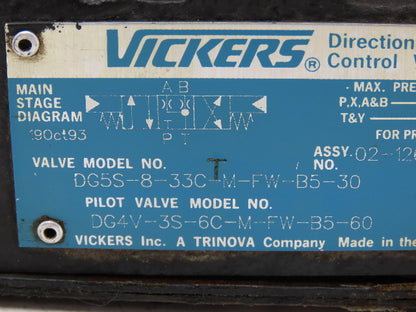 VICKERS® Direction
Control V
MAIN
STAGE
DIAGRAM
19Oct93
A B
P T
- MAX. PRE
P,X,A&B
T&Y
FOR PR
ASSY.
NO. 02-12
VALVE MODEL NO. T
DG5S-8-33C-M-FW-B5-30
PILOT VALVE MODEL NO.
DG4V-3S-6C-M-FW-B5-60
VICKERS Inc. A TRINOVA Company Made in the